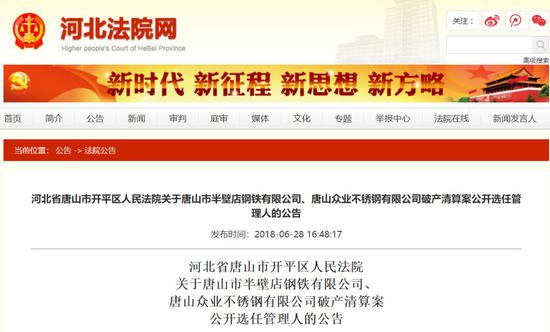 河北法院网
Higher people's Court of HeBei Province
关注：
高级搜索
新时代 新征程 新思想 新方略
首页 简介 公告 新闻 审判 庭审 媒体 文化 专题 举报中心 法院在线 新闻发言人
当前位置： 公告 -> 法院公告
河北省唐山市开平区人民法院关于唐山市半壁店钢铁有限公司、唐山众业不锈钢有限公司破产清算案公开选任管
理人的公告
发布时间：2018-06-28 16:48:17
河北省唐山市开平区人民法院
关于唐山市半壁店钢铁有限公司、
唐山众业不锈钢有限公司破产清算案
公开选任管理人的公告